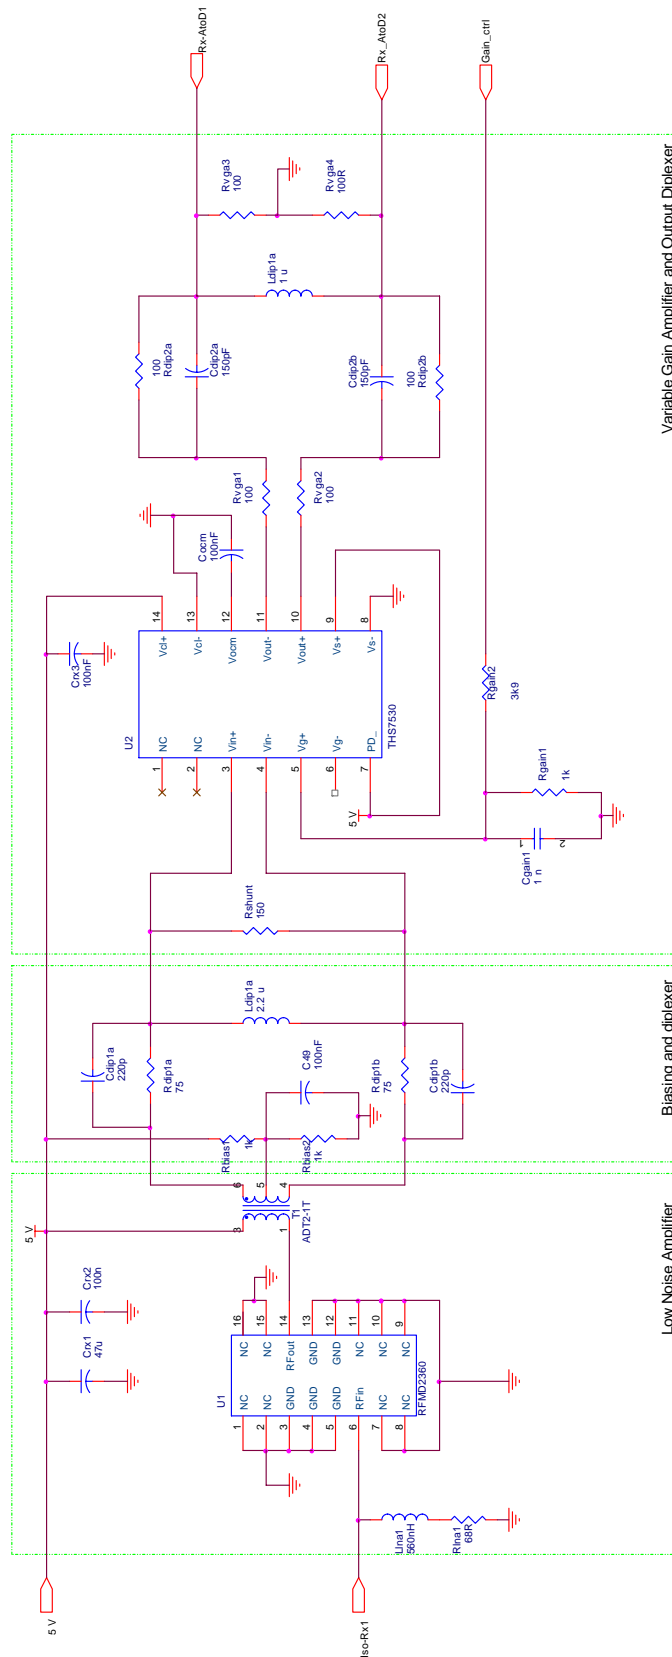 Rx-AtoD1
Rx_AtoD2
Gain_ctrl
Rvga3
100
Rvga4
100R
Ldip1a
1 u
100
Rdip2a
Cdip2a
150pF
Cdip2b
150pF
100
Rdip2b
Rvga1
100
Rvga2
100
Cocm
100nF
Crx3
100nF
14
13
12
11
10
9
8
Vcl+
Vcl-
Vocm
Vout-
Vout+
Vs+
Vs-
U2
THS7530
NC
NC
Vin+
Vin-
Vg+
Vg-
PD_
1
2
3
4
5
6
7
5 V
Rgain2
3k9
Rgain1
1k
Cgain1
1 n
1
2
Rshunt
150
Variable Gain Amplifier and Output Diplexer
Ldip1a
2.2 u
Cdip1a
220p
Rdip1a
75
C49
100nF
Rdip1b
75
Cdip1b
220p
Rbias1
1k
Rbias2
1k
Biasing and diplexer
6
5
4
3
1
T1
ADT2-1T
5 V
Crx2
100n
Crx1
47u
16
15
14
13
12
11
10
9
NC
NC
RFout
GND
GND
NC
NC
NC
U1
RFMD2360
NC
NC
GND
GND
GND
RFin
NC
NC
1
2
3
4
5
6
7
8
Llna1
560nH
Rlna1
68R
Low Noise Amplifier
5 V
Iso-Rx1